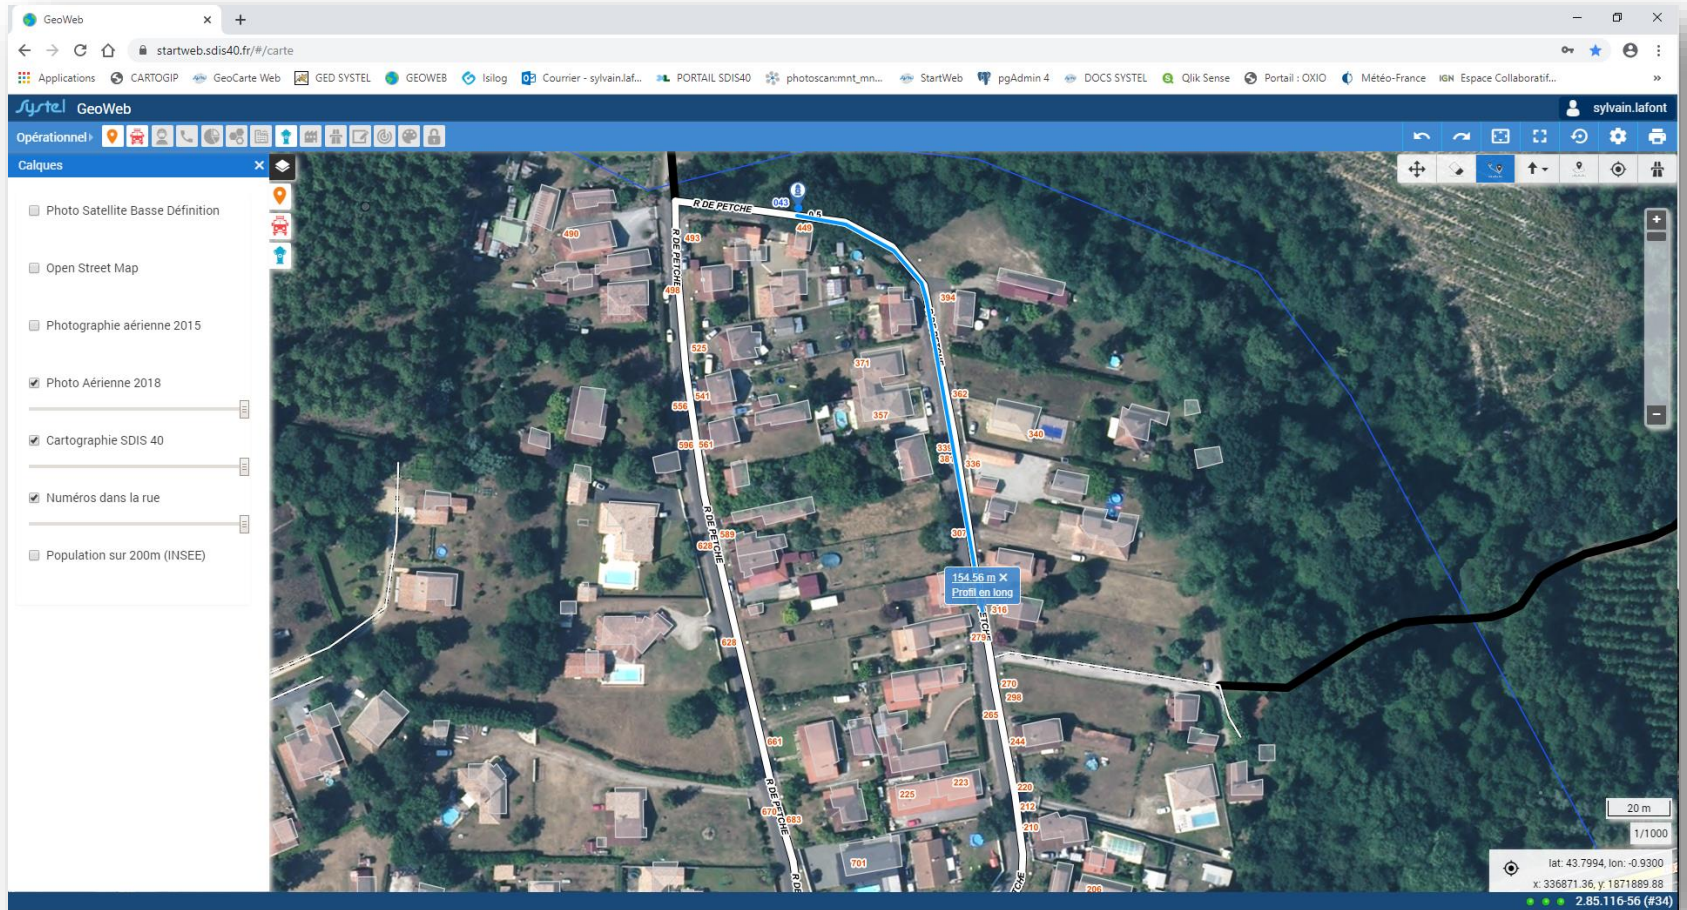 GeoWeb
startweb.sdis40.fr/#/carte
Applications CARTOGIP GeoCarte Web GED SYSTEL GEOWEB Isilog Courrier - sylvain.laf... PORTAIL SDIS40 photoscan:mnt_mn... StartWeb pgAdmin 4 DOCS SYSTEL Qlik Sense Portail : OXIO Météo-France IGN Espace Collaboratif... »
Systel GeoWeb
sylvain.lafont
Opérationnel
Calques
Photo Satellite Basse Définition
Open Street Map
Photographie aérienne 2015
Photo Aérienne 2018
Cartographie SDIS 40
Numéros dans la rue
Population sur 200m (INSEE)
043
R DE PETCHE
0.5
449
490
493
R DE PETCHE
498
394
525
371
362
541
556
357
340
596 561
339
381
336
R DE PETCHE
307
589
628
154.56 m
Profil en long
316
279
628
270
298
265
661
244
223
225
220
R DE PETCHE
212
670
683
210
701
206
20 m
1/1000
lat: 43.7994, lon: -0.9300
x: 336871.36, y: 1871889.88
2.85.116-56 (#34)